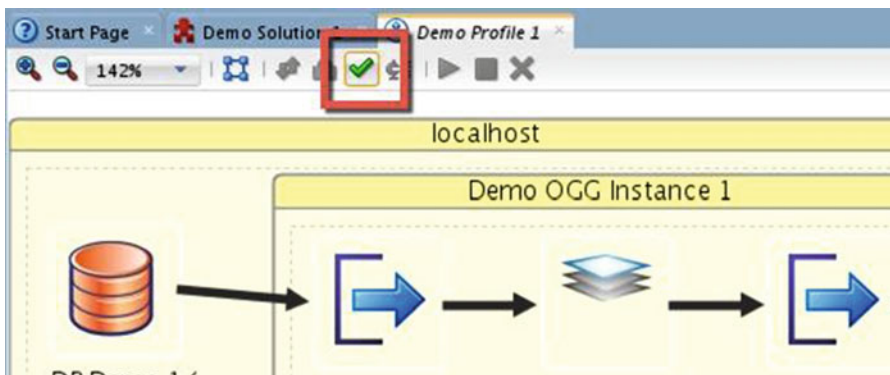 Start Page
Demo Solution
Demo Profile 1
142%
localhost
Demo OGG Instance 1